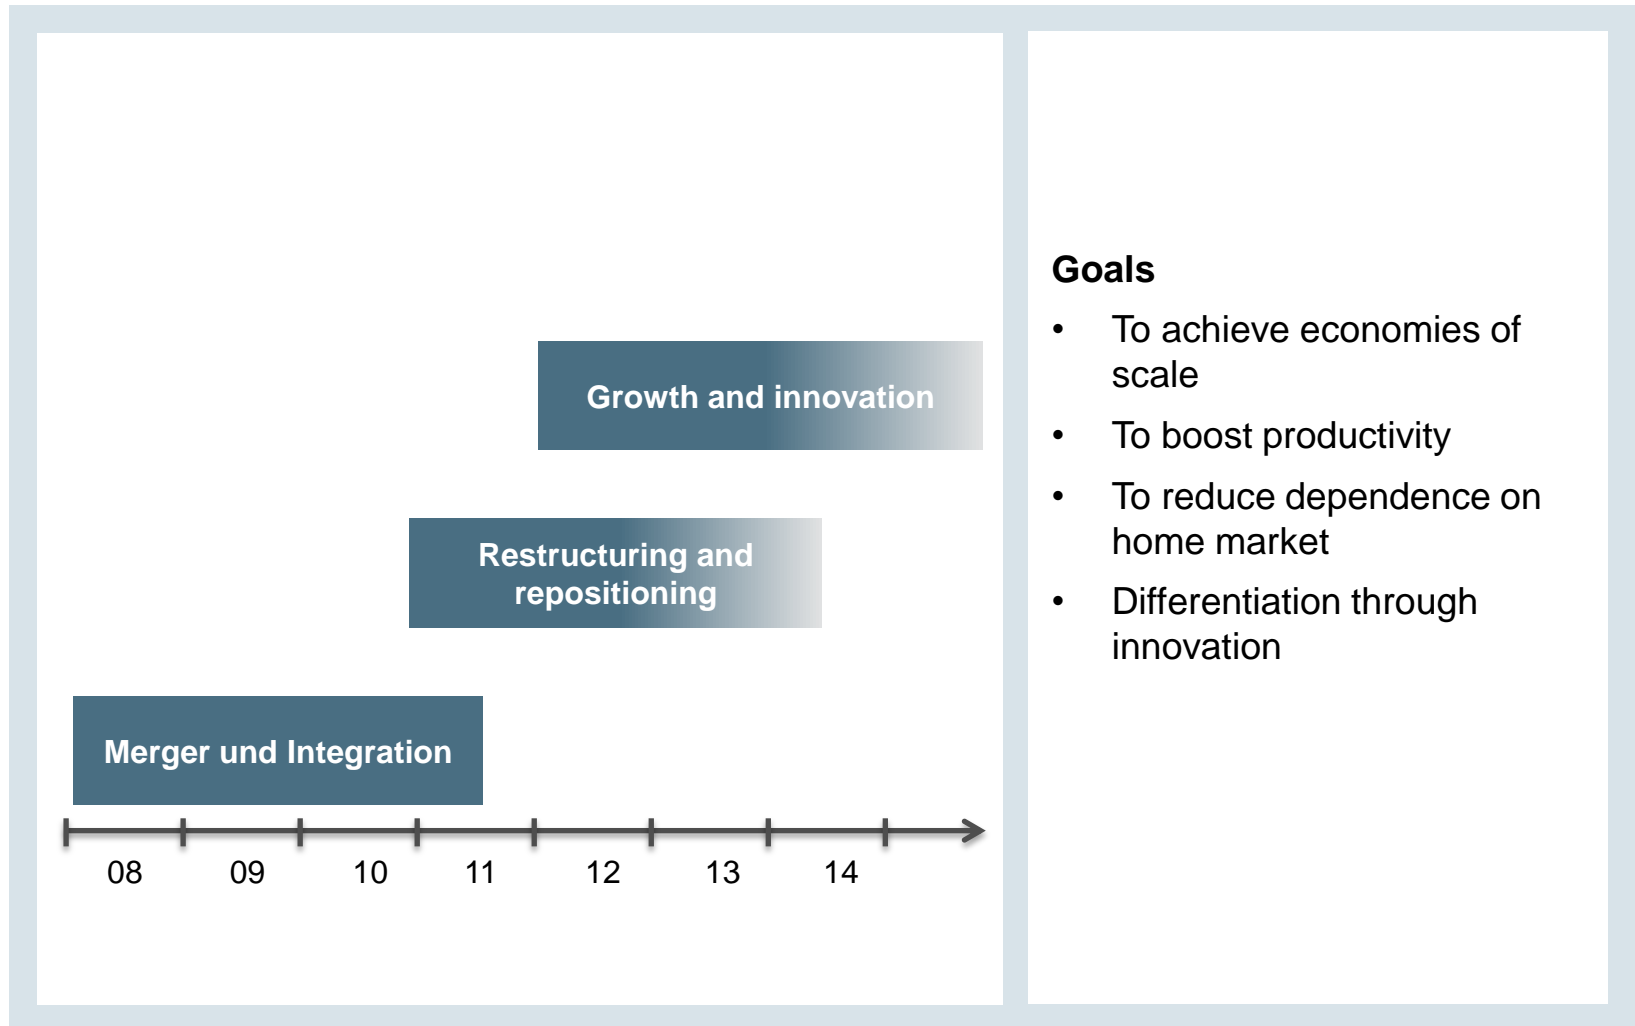 Growth and innovation
Restructuring and
repositioning
Merger und Integration
08 09 10 11 12 13 14
Goals
• To achieve economies of
scale
• To boost productivity
• To reduce dependence on
home market
• Differentiation through
innovation